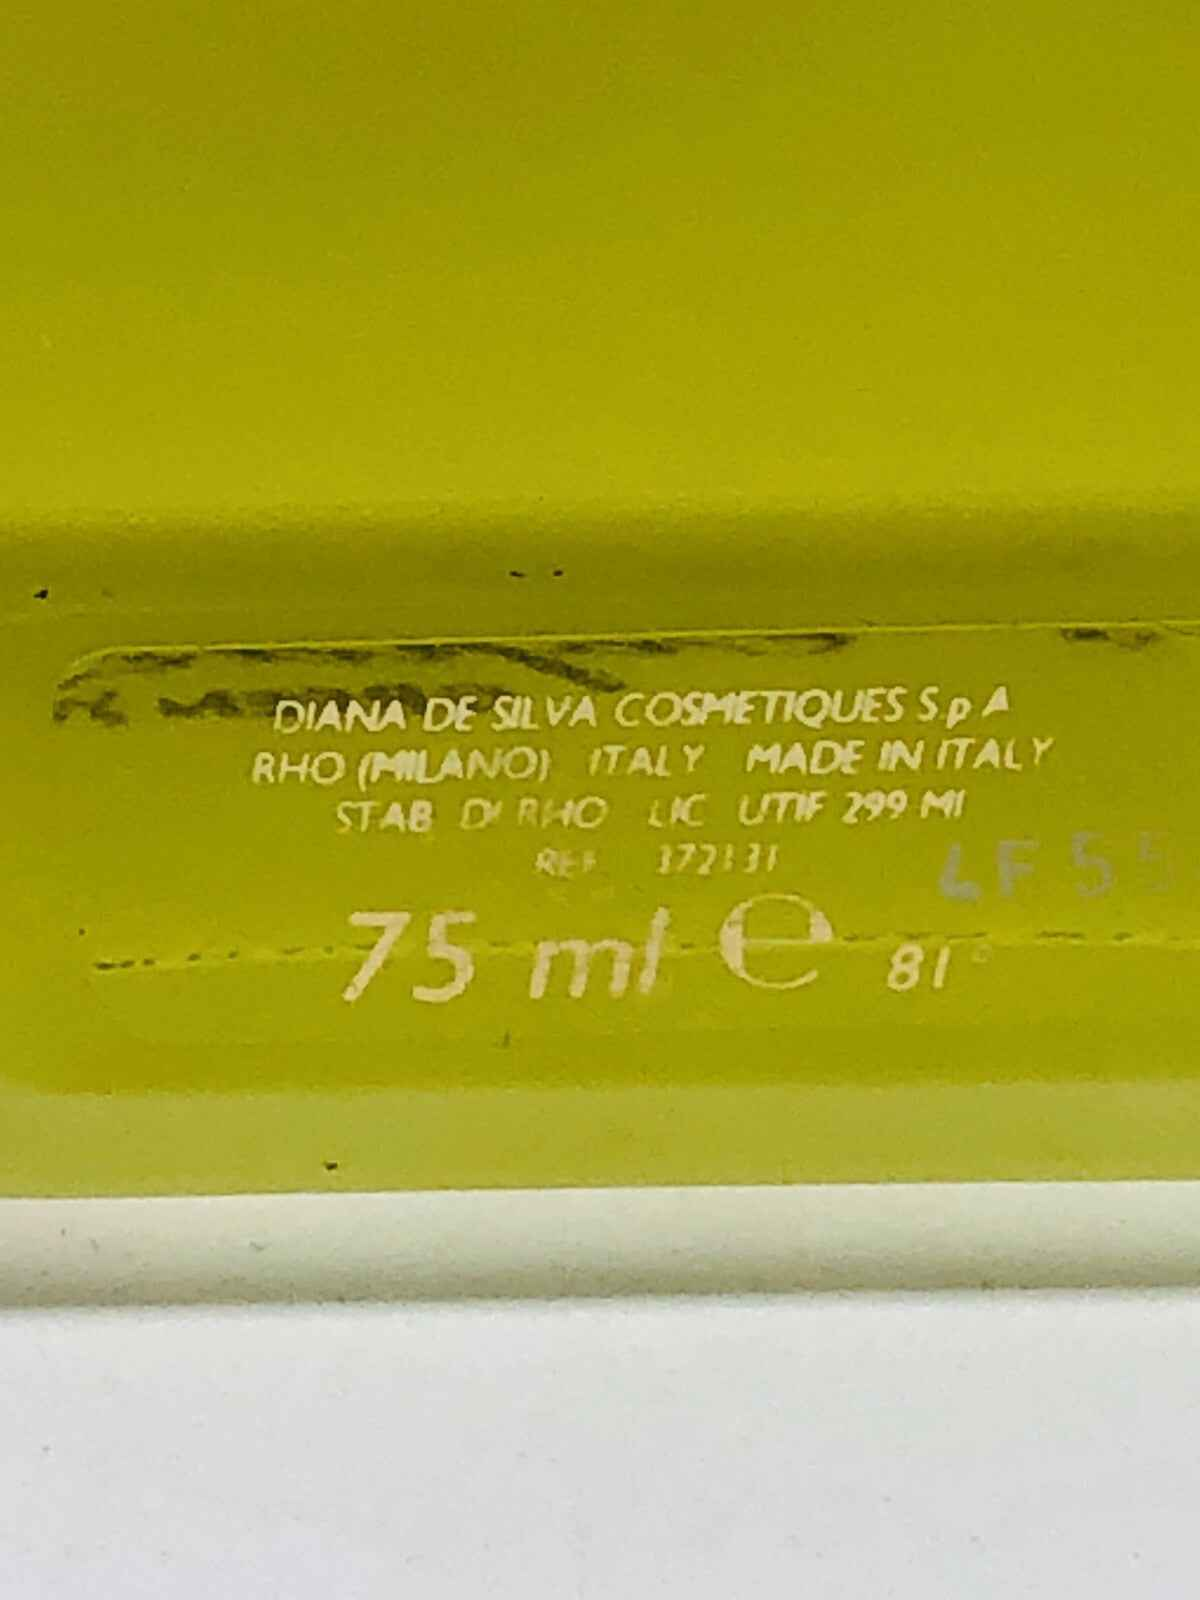 DIANA DE SILVA COSMETIQUES S.p A
RHO (MILANO) ITALY MADE IN ITALY
STAB DI RHO LIC UTIF 299 MI
REF 372131
4F55
75 ml e 81°